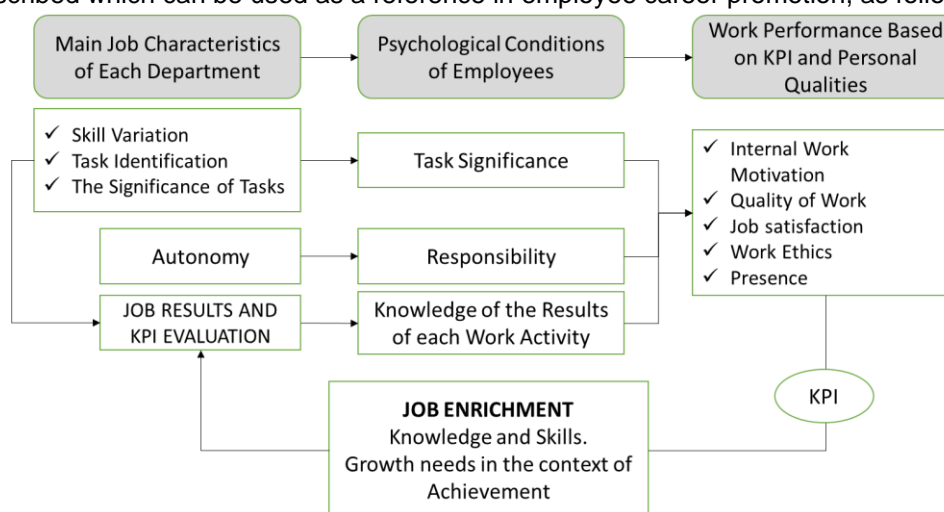 which can be used as a reference in employee career promotion, as
Main Job Characteristics
of Each Department
Psychological Conditions
of Employees
Work Performance Based
on KPI and Personal
Qualities
✓ Skill Variation
✓ Task Identification
✓ The Significance of Tasks
Task Significance
✓ Internal Work
Motivation
✓ Quality of Work
✓ Job satisfaction
✓ Work Ethics
✓ Presence
Autonomy
Responsibility
JOB RESULTS AND
KPI EVALUATION
Knowledge of the Results
of each Work Activity
KPI
JOB ENRICHMENT
Knowledge and Skills.
Growth needs in the context of
Achievement